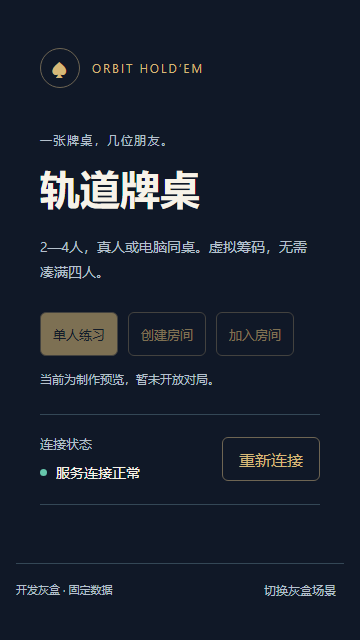 ORBIT HOLD'EM
一张牌桌，几位朋友。
轨道牌桌
2—4人，真人或电脑同桌。虚拟筹码，无需
凑满四人。
单人练习 创建房间 加入房间
当前为制作预览，暂未开放对局。
连接状态
服务连接正常
重新连接
开发灰盒 · 固定数据 切换灰盒场景